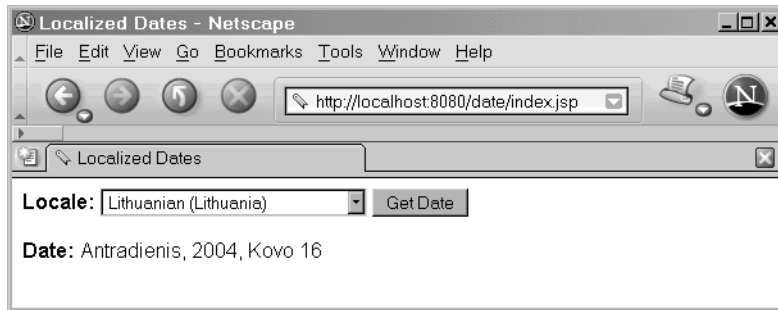 Localized Dates - Netscape
File Edit View Go Bookmarks Tools Window Help
http://localhost:8080/date/index.jsp
N
Localized Dates
Locale: Lithuanian (Lithuania) Get Date
Date: Antradienis, 2004, Kovo 16